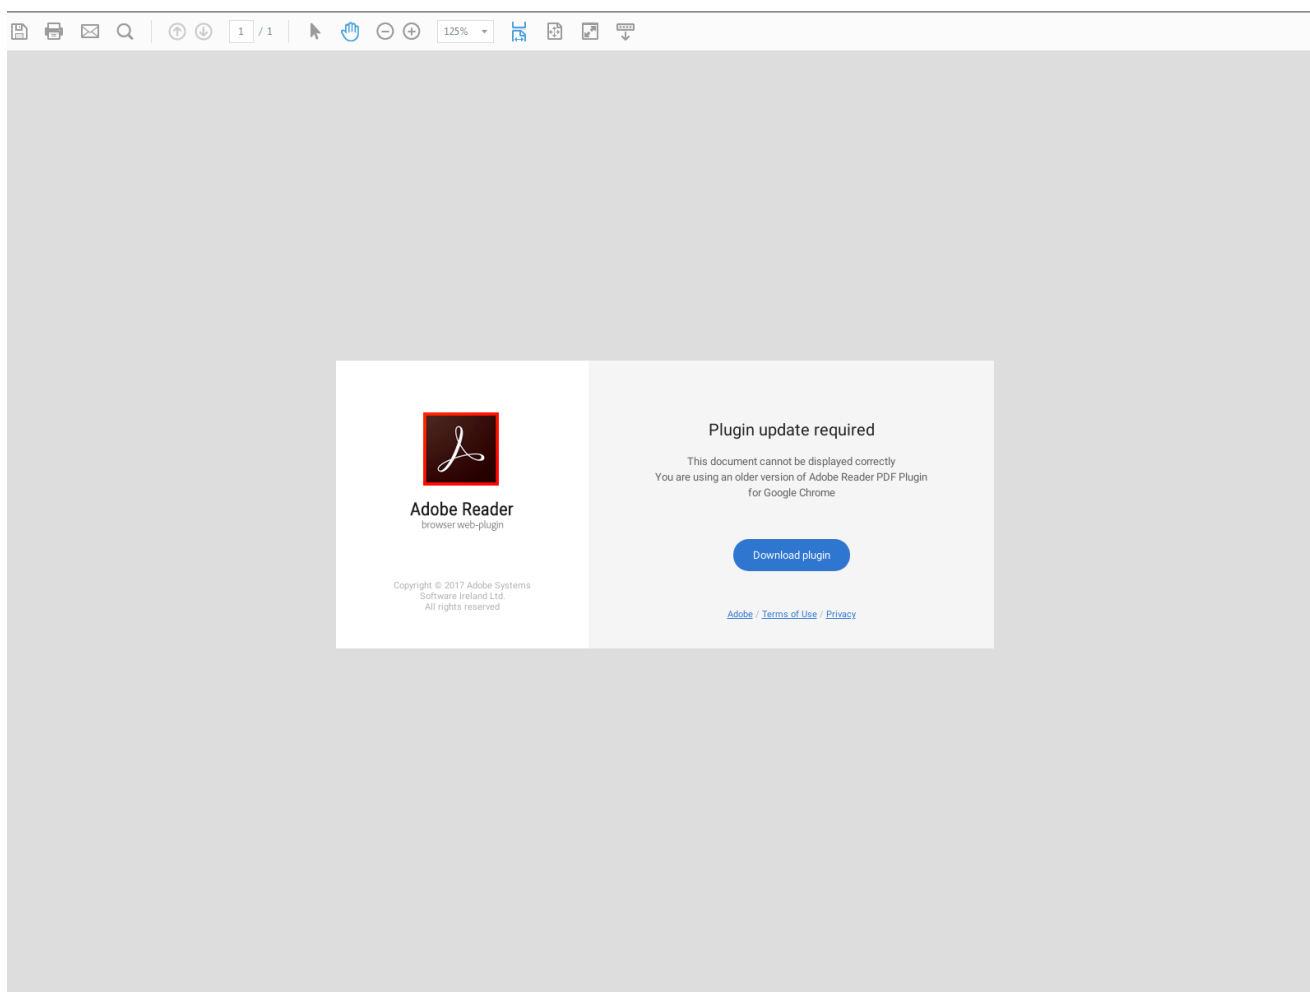 1 / 1 125%
Adobe Reader
browser web-plugin
Copyright © 2017 Adobe Systems
Software Ireland Ltd.
All rights reserved
Plugin update required
This document cannot be displayed correctly
You are using an older version of Adobe Reader PDF Plugin
for Google Chrome
Download plugin
Adobe / Terms of Use / Privacy